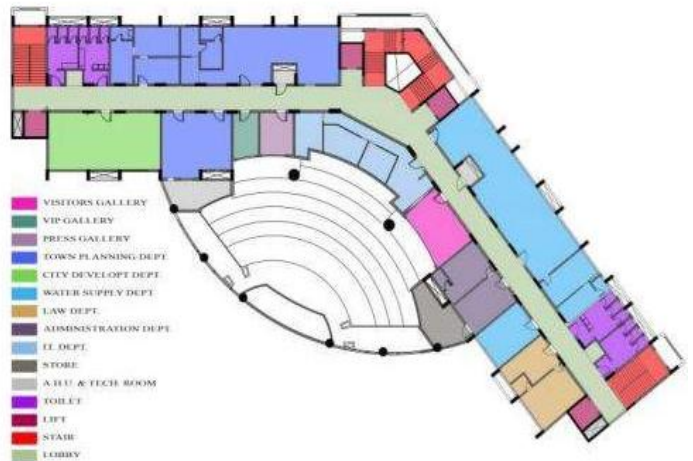 VISITORS GALLERY
VIP GALLERY
PRESS GALLERY
TOWN PLANNING DEPT
CITY DEVELOPT DEPT
WATER SUPPLY DEPT
LAW DEPT.
ADMINISTRATION DEPT
I.T. DEPT.
STORE
A.H.U. & TECH. ROOM
TOILET
LIFT
STAIR
LOBBY